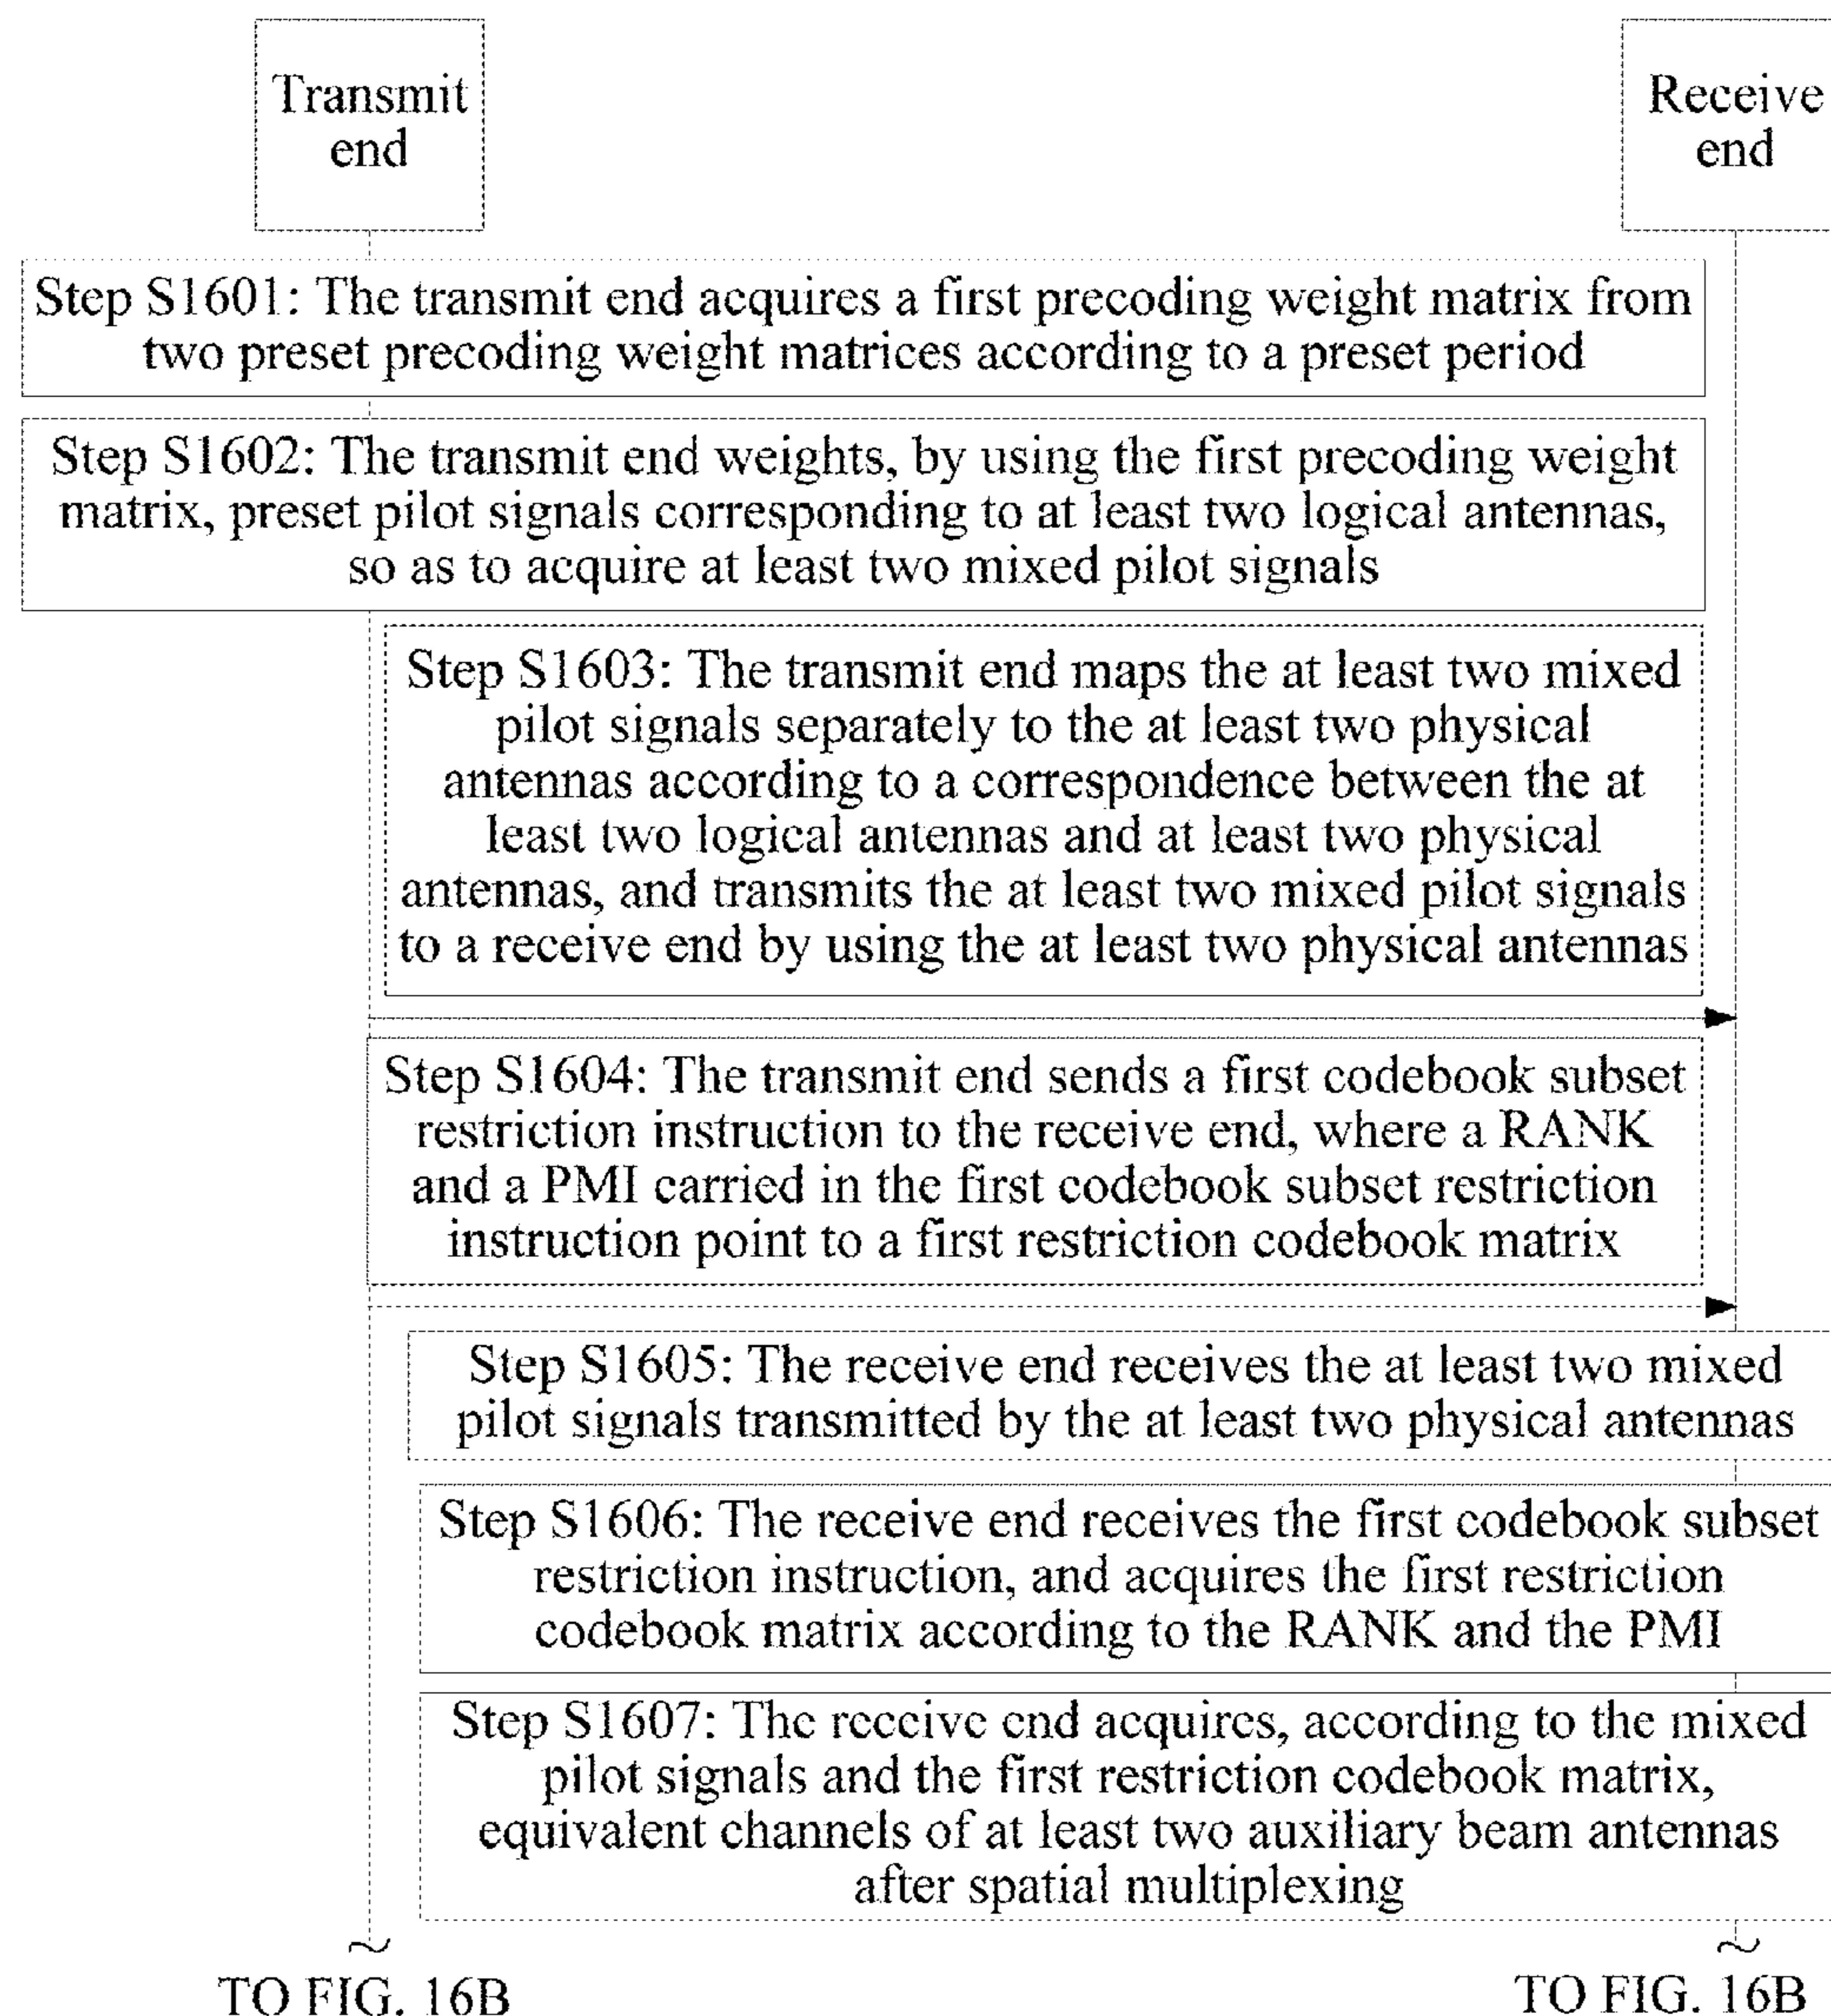 Transmit
end
Receive
end
Step S1601: The transmit end acquires a first precoding weight matrix from
two preset precoding weight matrices according to a preset period
Step S1602: The transmit end weights, by using the first precoding weight
matrix, preset pilot signals corresponding to at least two logical antennas,
so as to acquire at least two mixed pilot signals
Step S1603: The transmit end maps the at least two mixed
pilot signals separately to the at least two physical
antennas according to a correspondence between the at
least two logical antennas and at least two physical
antennas, and transmits the at least two mixed pilot signals
to a receive end by using the at least two physical antennas
Step S1604: The transmit end sends a first codebook subset
restriction instruction to the receive end, where a RANK
and a PMI carried in the first codebook subset restriction
instruction point to a first restriction codebook matrix
Step S1605: The receive end receives the at least two mixed
pilot signals transmitted by the at least two physical antennas
Step S1606: The receive end receives the first codebook subset
restriction instruction, and acquires the first restriction
codebook matrix according to the RANK and the PMI
Step S1607: The receive end acquires, according to the mixed
pilot signals and the first restriction codebook matrix,
equivalent channels of at least two auxiliary beam antennas
after spatial multiplexing
TO FIG. 16B
TO FIG. 16B